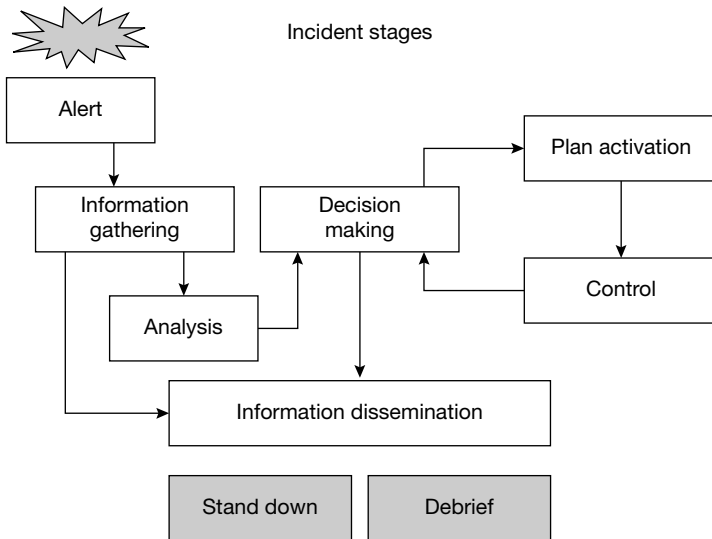 Incident stages
Alert
Plan activation
Information
gathering
Decision
making
Control
Analysis
Information dissemination
Stand down
Debrief